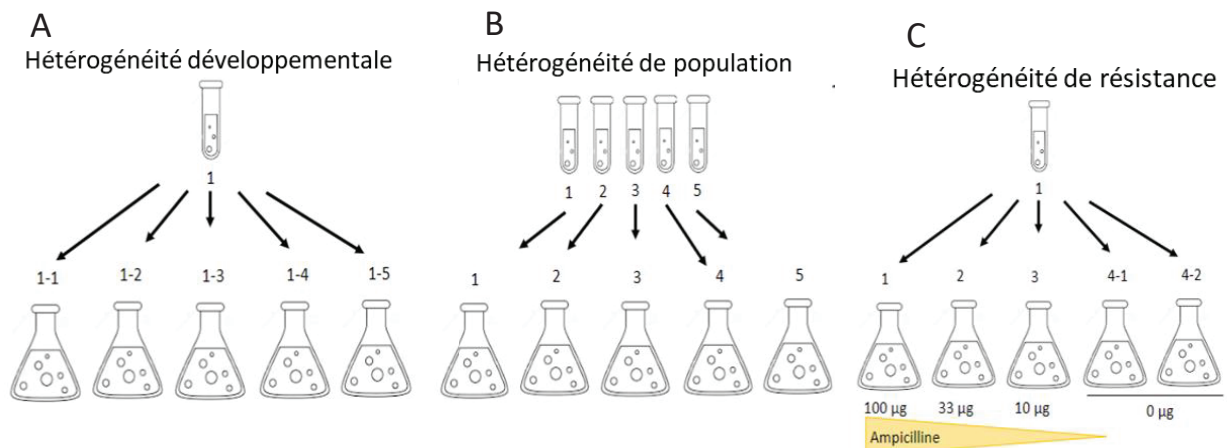 A
Hétérogénéité développementale
1
1-1 1-2 1-3 1-4 1-5
B
Hétérogénéité de population
1 2 3 4 5
1 2 3 4 5
C
Hétérogénéité de résistance
1
1 2 3 4-1 4-2
100 µg 33 µg 10 µg 0 µg
Ampicilline